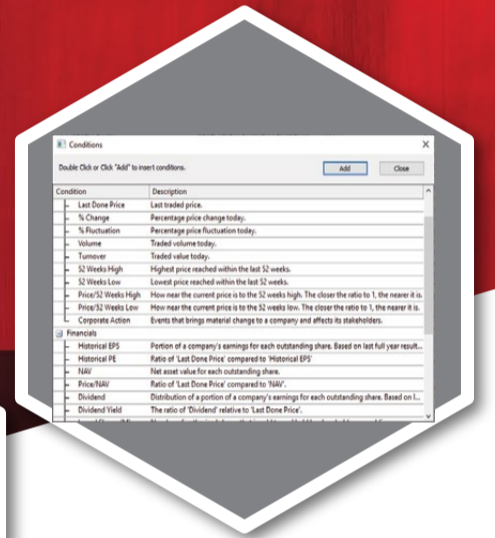 Conditions
Double Click or Click "Add" to insert conditions.
Add
Close
Condition Description
Last Done Price Last traded price.
% Change Percentage price change today.
% Fluctuation Percentage price fluctuation today.
Volume Traded volume today.
Turnover Traded value today.
52 Weeks High Highest price reached within the last 52 weeks.
52 Weeks Low Lowest price reached within the last 52 weeks.
Price/52 Weeks High How near the current price is to the 52 weeks high. The closer the ratio to 1, the nearer it is.
Price/52 Weeks Low How near the current price is to the 52 weeks low. The closer the ratio to 1, the nearer it is.
Corporate Action Events that brings material change to a company and affects its stakeholders.
Financials
Historical EPS Portion of a company's earnings for each outstanding share. Based on last full year result...
Historical PE Ratio of 'Last Done Price' compared to 'Historical EPS'
NAV Net asset value for each outstanding share.
Price/NAV Ratio of 'Last Done Price' compared to 'NAV'.
Dividend Distribution of a portion of a company's earnings for each outstanding share. Based on l...
Dividend Yield The ratio of 'Dividend' relative to 'Last Done Price'.